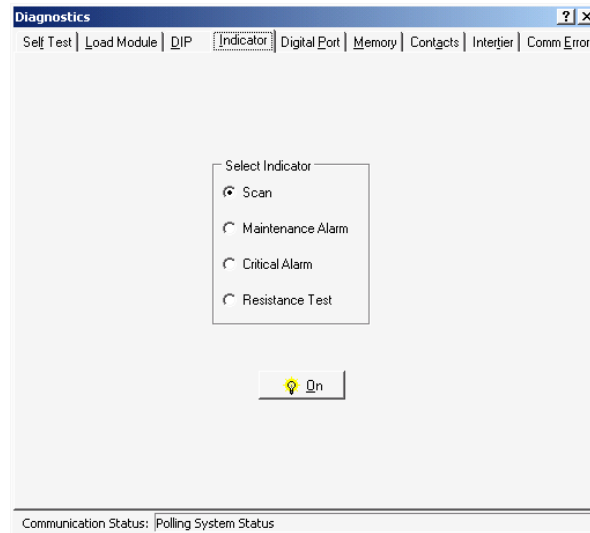 Diagnostics
Self Test Load Module DIP Indicator Digital Port Memory Contacts Intertier Comm Error
Select Indicator
Scan
Maintenance Alarm
Critical Alarm
Resistance Test
On
Communication Status: Polling System Status